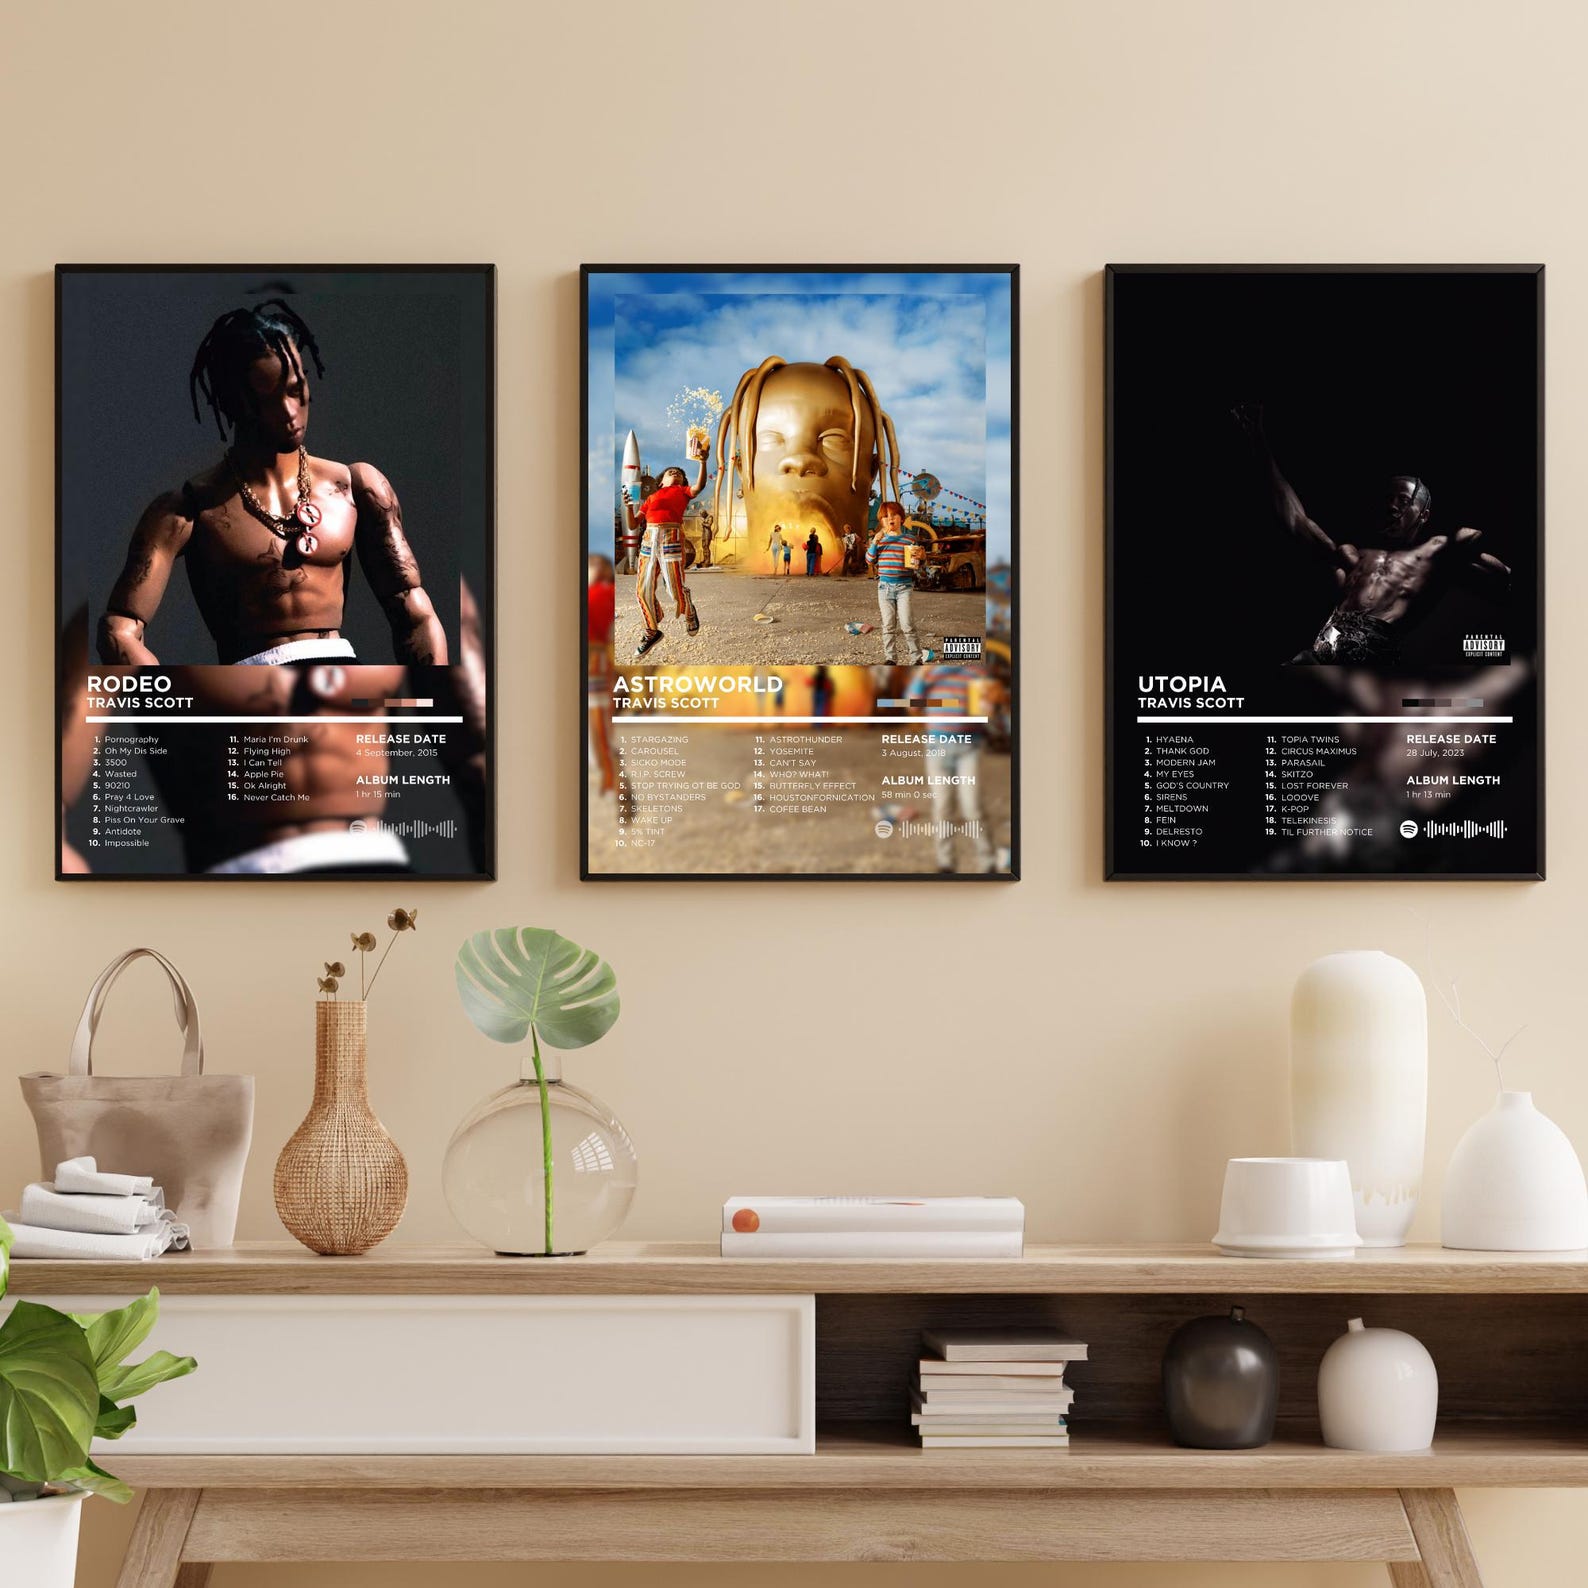 RODEO
TRAVIS SCOTT
1. Pornography
2. Oh My Dis Side
3. 3500
4. Wasted
5. 90210
6. Pray 4 Love
7. Nightcrawler
8. Piss On Your Grave
9. Antidote
10. Impossible
11. Maria I'm Drunk
12. Flying High
13. I Can Tell
14. Apple Pie
15. Ok Alright
16. Never Catch Me
RELEASE DATE
4 September, 2015
ALBUM LENGTH
1 hr 15 min
PARENTAL
ADVISORY
EXPLICIT CONTENT
ASTROWORLD
TRAVIS SCOTT
1. STARGAZING
2. CAROUSEL
3. SICKO MODE
4. R.I.P. SCREW
5. STOP TRYING OT BE GOD
6. NO BYSTANDERS
7. SKELETONS
8. WAKE UP
9. 5% TINT
10. NC-17
11. ASTROTHUNDER
12. YOSEMITE
13. CAN'T SAY
14. WHO? WHAT!
15. BUTTERFLY EFFECT
16. HOUSTONFORNICATION
17. COFEE BEAN
RELEASE DATE
3 August, 2018
ALBUM LENGTH
58 min 0 sec
PARENTAL
ADVISORY
EXPLICIT CONTENT
UTOPIA
TRAVIS SCOTT
1. HYAENA
2. THANK GOD
3. MODERN JAM
4. MY EYES
5. GOD'S COUNTRY
6. SIRENS
7. MELTDOWN
8. FE!N
9. DELRESTO
10. I KNOW ?
11. TOPIA TWINS
12. CIRCUS MAXIMUS
13. PARASAIL
14. SKITZO
15. LOST FOREVER
16. LOOOVE
17. K-POP
18. TELEKINESIS
19. TIL FURTHER NOTICE
RELEASE DATE
28 July, 2023
ALBUM LENGTH
1 hr 13 min